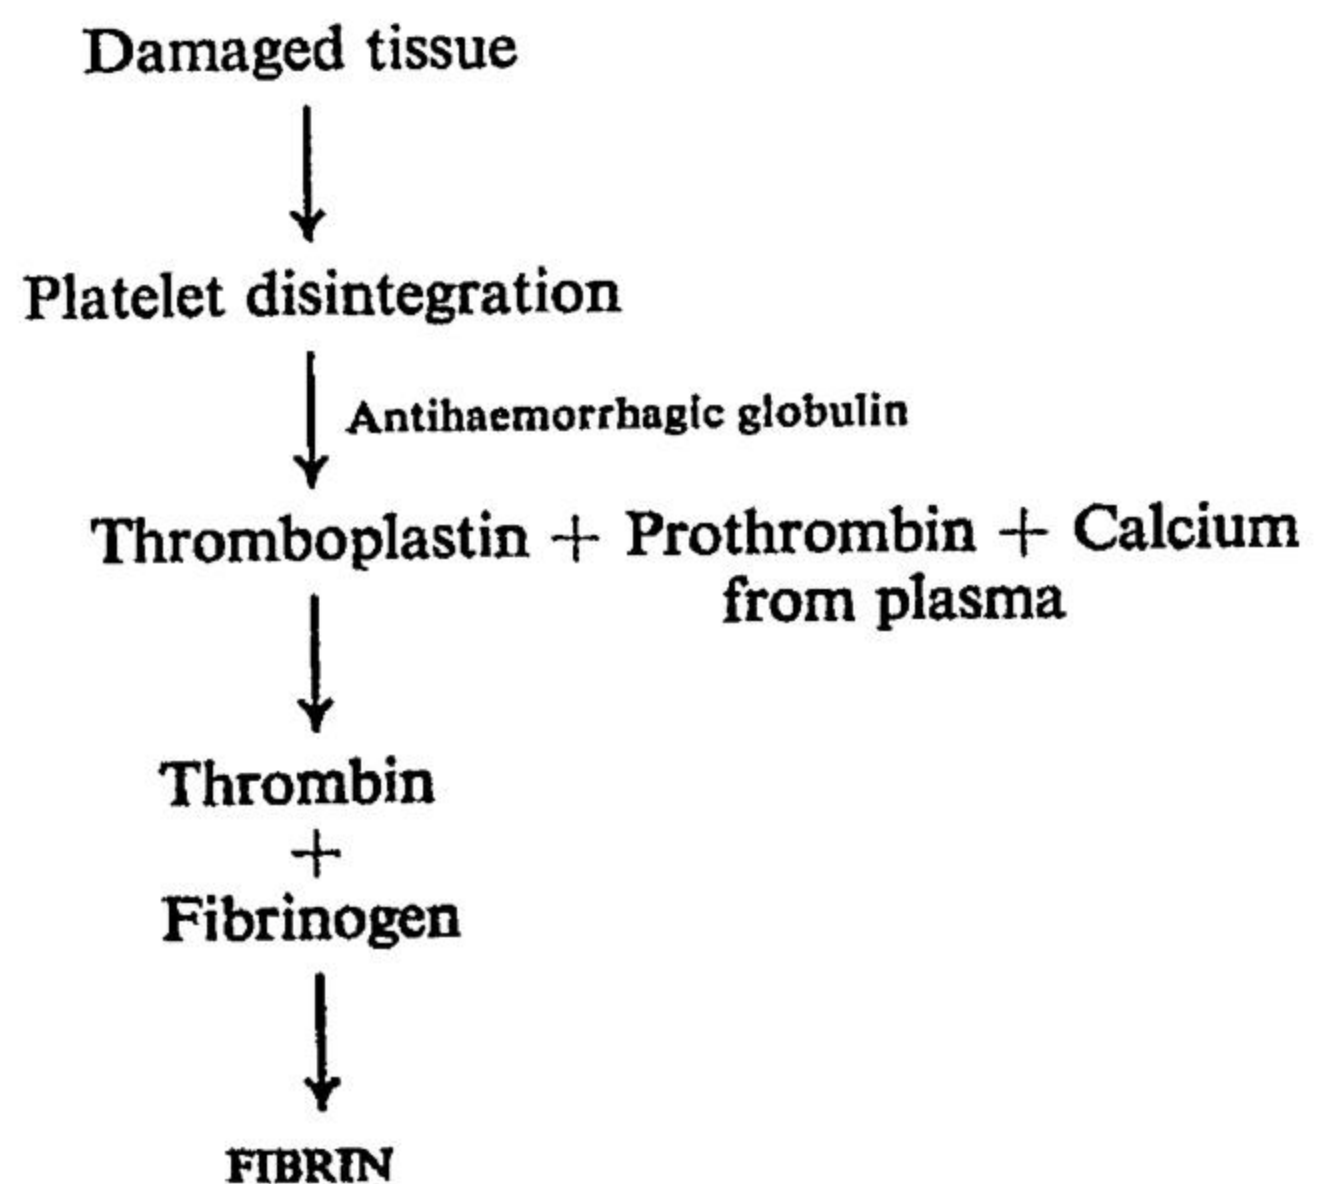 Damaged tissue
Platelet disintegration
Antihaemorrhagic globulin
Thromboplastin + Prothrombin + Calcium
from plasma
Thrombin
+
Fibrinogen
FIBRIN